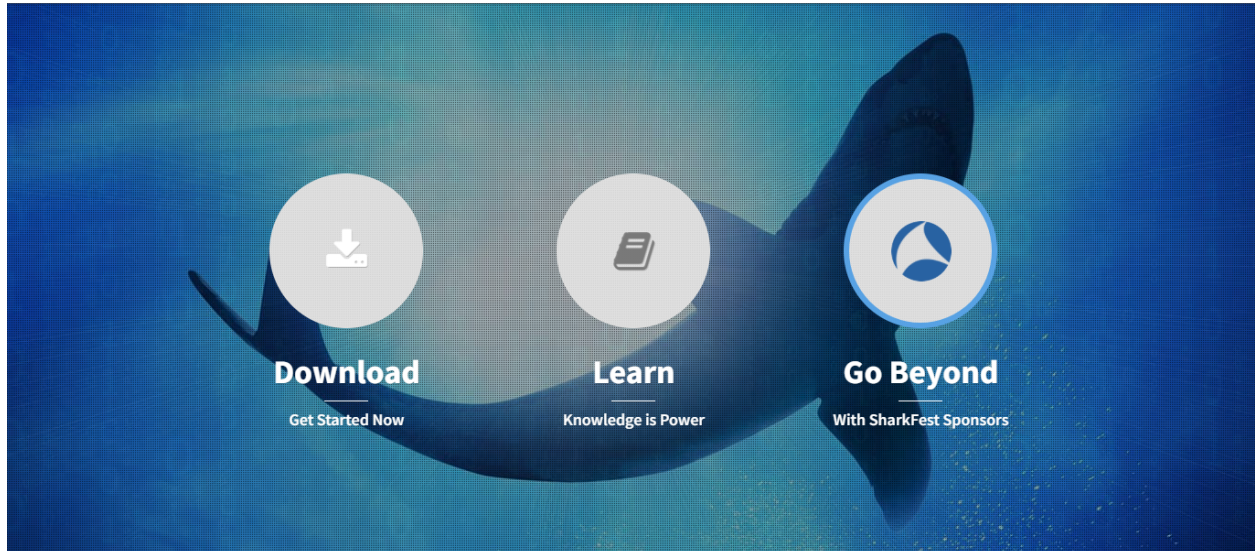 Download
Get Started Now
Learn
Knowledge is Power
Go Beyond
With SharkFest Sponsors